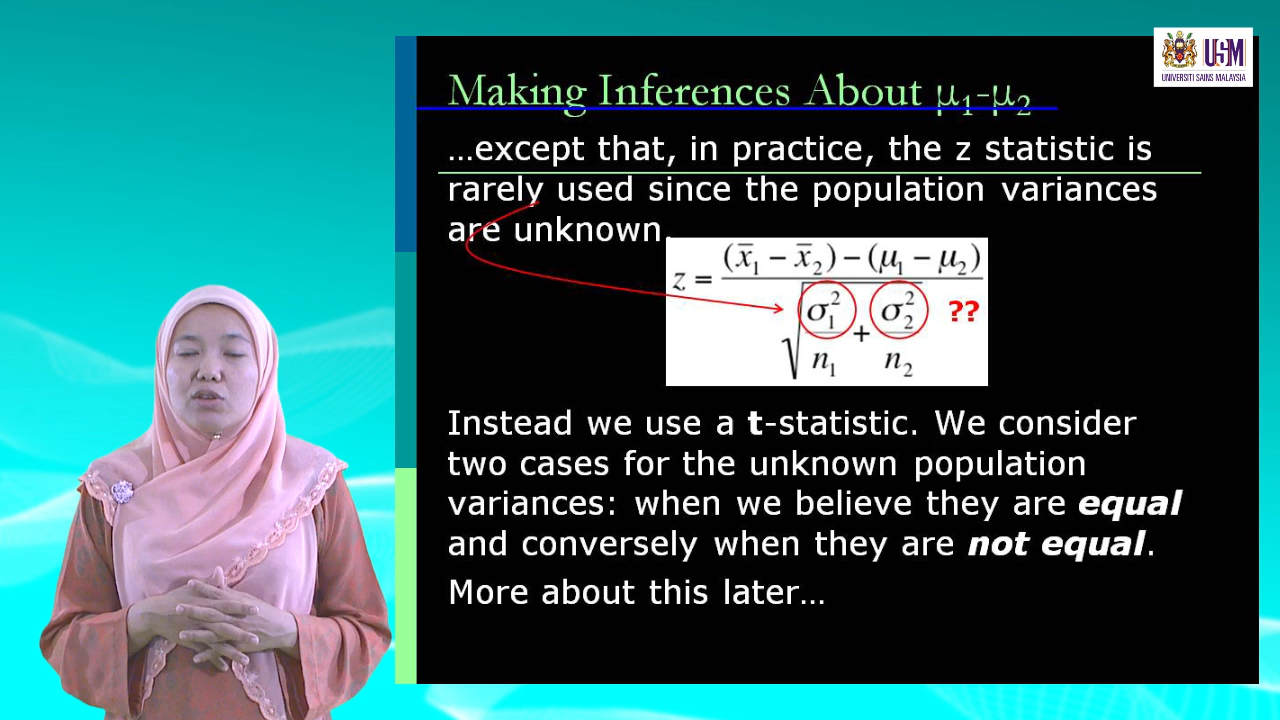 USM
UNIVERSITI SAINS MALAYSIA
Making Inferences About μ₁-μ₂
…except that, in practice, the z statistic is
rarely used since the population variances
are unknown.
z = ((x̄₁ − x̄₂) − (μ₁ − μ₂)) / √(σ₁²/n₁ + σ₂²/n₂)
??
Instead we use a t-statistic. We consider
two cases for the unknown population
variances: when we believe they are equal
and conversely when they are not equal.
More about this later…